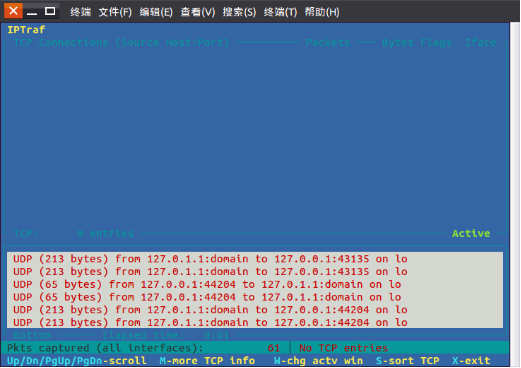 终端 文件(F) 编辑(E) 查看(V) 搜索(S) 终端(T) 帮助(H)
IPTraf
TCP Connections (Source Host:Port) Packets Bytes Flags Iface
TCP: 0 entries Active
UDP (213 bytes) from 127.0.1.1:domain to 127.0.0.1:43135 on lo
UDP (213 bytes) from 127.0.1.1:domain to 127.0.0.1:43135 on lo
UDP (65 bytes) from 127.0.0.1:44204 to 127.0.1.1:domain on lo
UDP (65 bytes) from 127.0.0.1:44204 to 127.0.1.1:domain on lo
UDP (213 bytes) from 127.0.1.1:domain to 127.0.0.1:44204 on lo
UDP (213 bytes) from 127.0.1.1:domain to 127.0.0.1:44204 on lo
Bottom Elapsed time: 0:01
Pkts captured (all interfaces): 61 No TCP entries
Up/Dn/PgUp/PgDn-scroll M-more TCP info W-chg actv win S-sort TCP X-exit